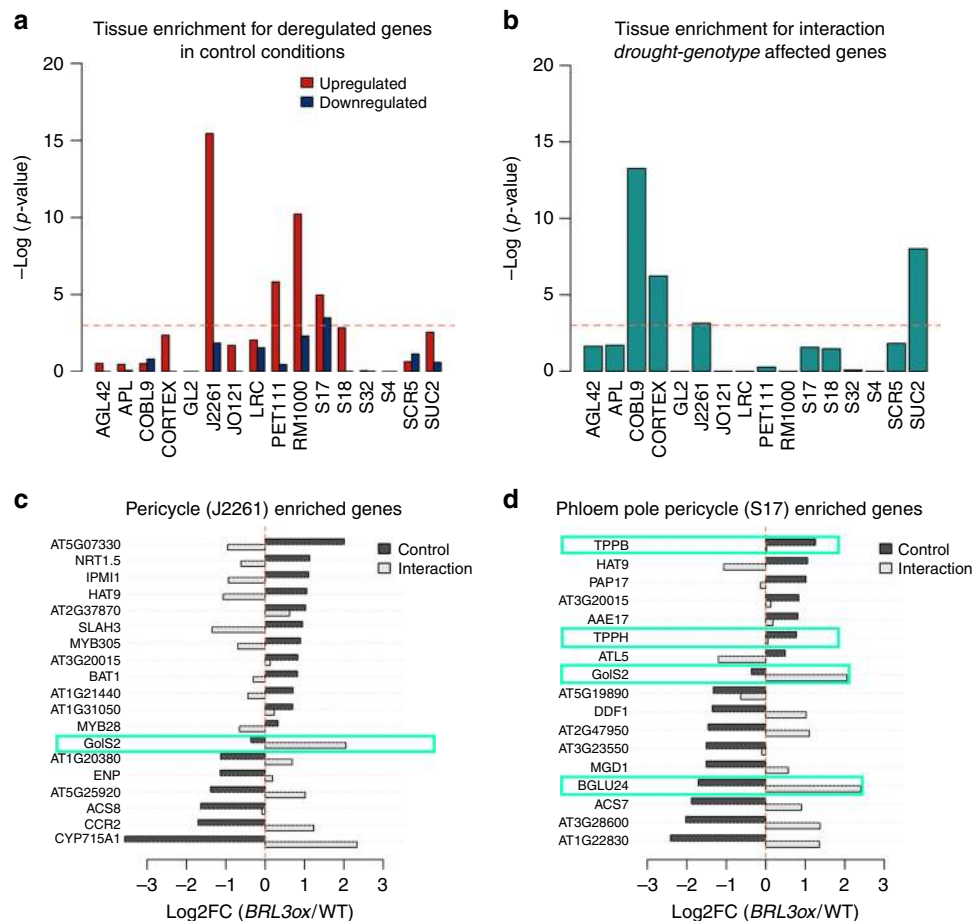 a
Tissue enrichment for deregulated genes
in control conditions
20
15
10
5
0
–Log (p-value)
Upregulated
Downregulated
AGL42
APL
COBL9
CORTEX
GL2
J2261
JO121
LRC
PET111
RM1000
S17
S18
S32
S4
SCR5
SUC2
b
Tissue enrichment for interaction
drought-genotype affected genes
20
15
10
5
0
–Log (p-value)
AGL42
APL
COBL9
CORTEX
GL2
J2261
JO121
LRC
PET111
RM1000
S17
S18
S32
S4
SCR5
SUC2
c
Pericycle (J2261) enriched genes
Control
Interaction
AT5G07330
NRT1.5
IPMI1
HAT9
AT2G37870
SLAH3
MYB305
AT3G20015
BAT1
AT1G21440
AT1G31050
MYB28
GolS2
AT1G20380
ENP
AT5G25920
ACS8
CCR2
CYP715A1
–3 –2 –1 0 1 2 3
Log2FC (BRL3ox/WT)
d
Phloem pole pericycle (S17) enriched genes
Control
Interaction
TPPB
HAT9
PAP17
AT3G20015
AAE17
TPPH
ATL5
GolS2
AT5G19890
DDF1
AT2G47950
AT3G23550
MGD1
BGLU24
ACS7
AT3G28600
AT1G22830
–3 –2 –1 0 1 2 3
Log2FC (BRL3ox/WT)